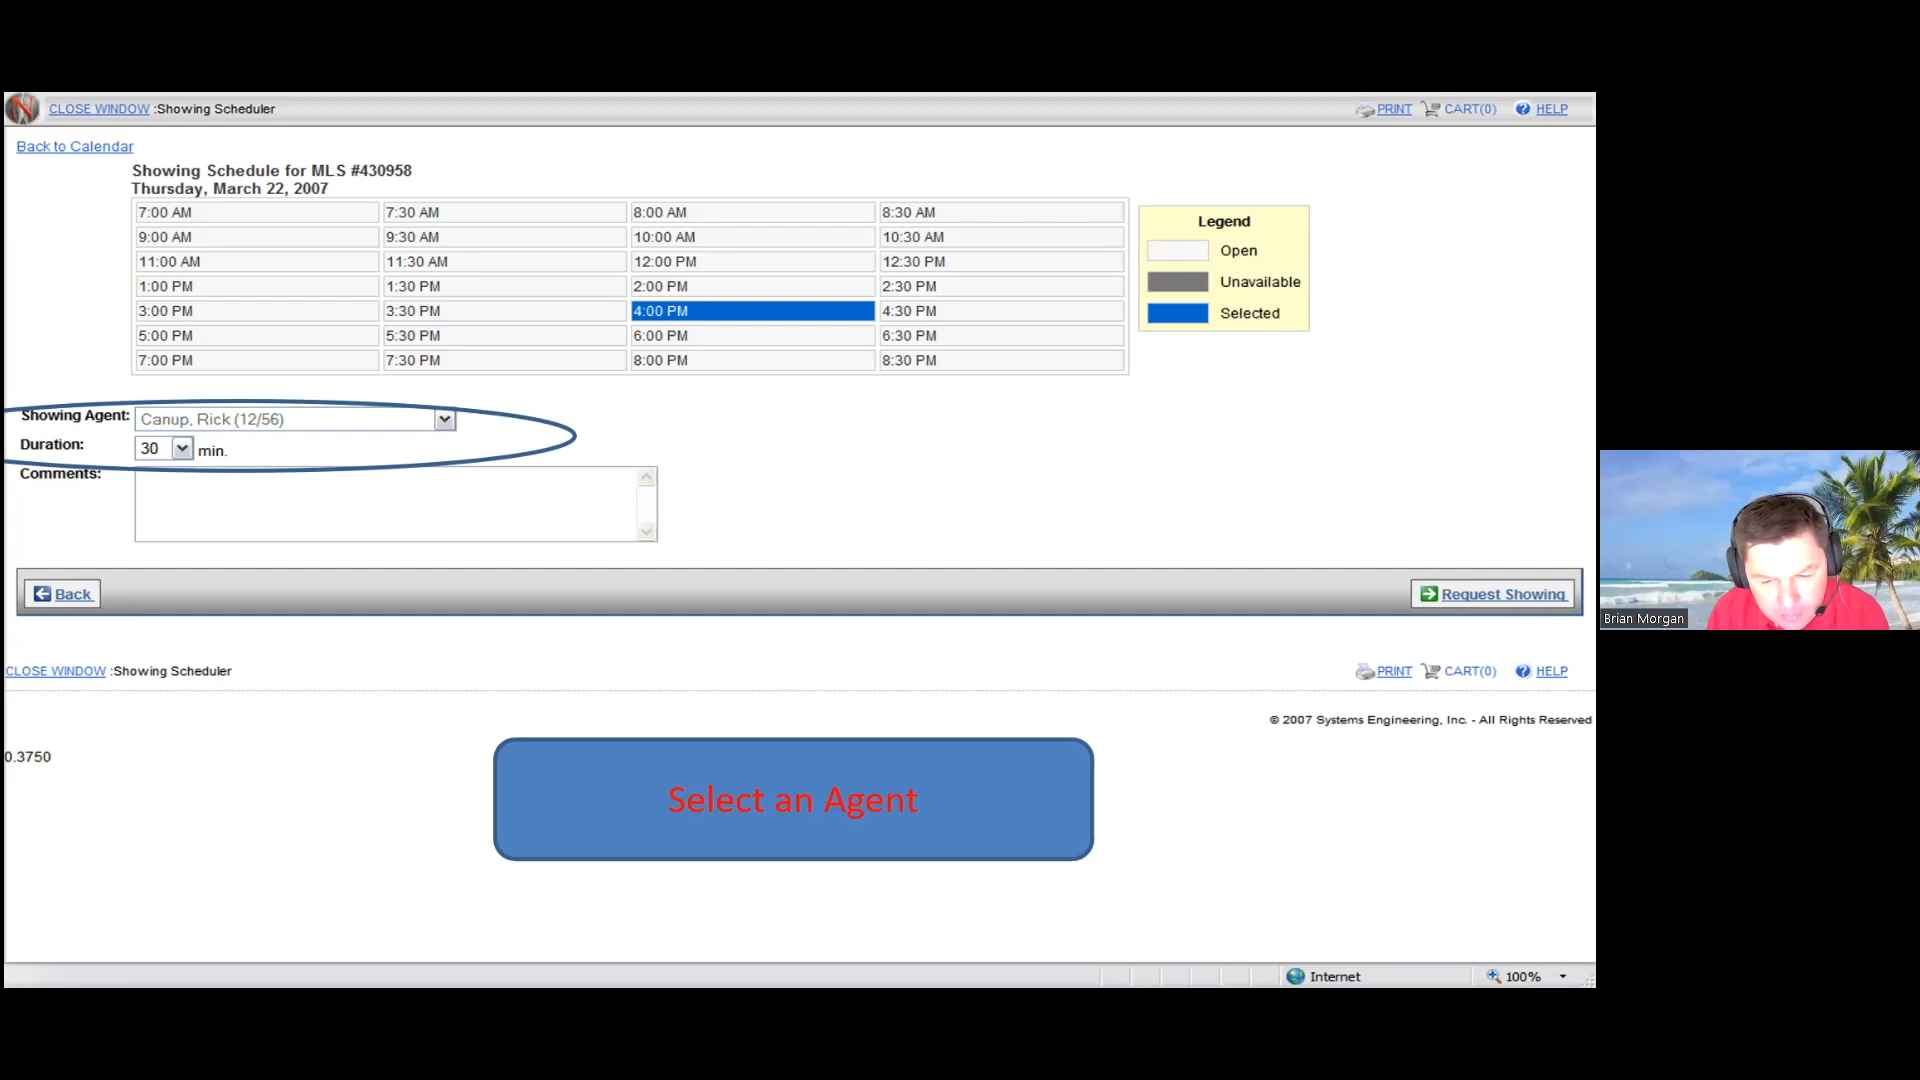 CLOSE WINDOW :Showing Scheduler
PRINT CART(0) HELP
Back to Calendar
Showing Schedule for MLS #430958
Thursday, March 22, 2007
7:00 AM 7:30 AM 8:00 AM 8:30 AM
9:00 AM 9:30 AM 10:00 AM 10:30 AM
11:00 AM 11:30 AM 12:00 PM 12:30 PM
1:00 PM 1:30 PM 2:00 PM 2:30 PM
3:00 PM 3:30 PM 4:00 PM 4:30 PM
5:00 PM 5:30 PM 6:00 PM 6:30 PM
7:00 PM 7:30 PM 8:00 PM 8:30 PM
Legend
Open
Unavailable
Selected
Showing Agent: Canup, Rick (12/56)
Duration: 30 min.
Comments:
Back
Request Showing
Brian Morgan
CLOSE WINDOW :Showing Scheduler
PRINT CART(0) HELP
© 2007 Systems Engineering, Inc. - All Rights Reserved
0.3750
Select an Agent
Internet
100%